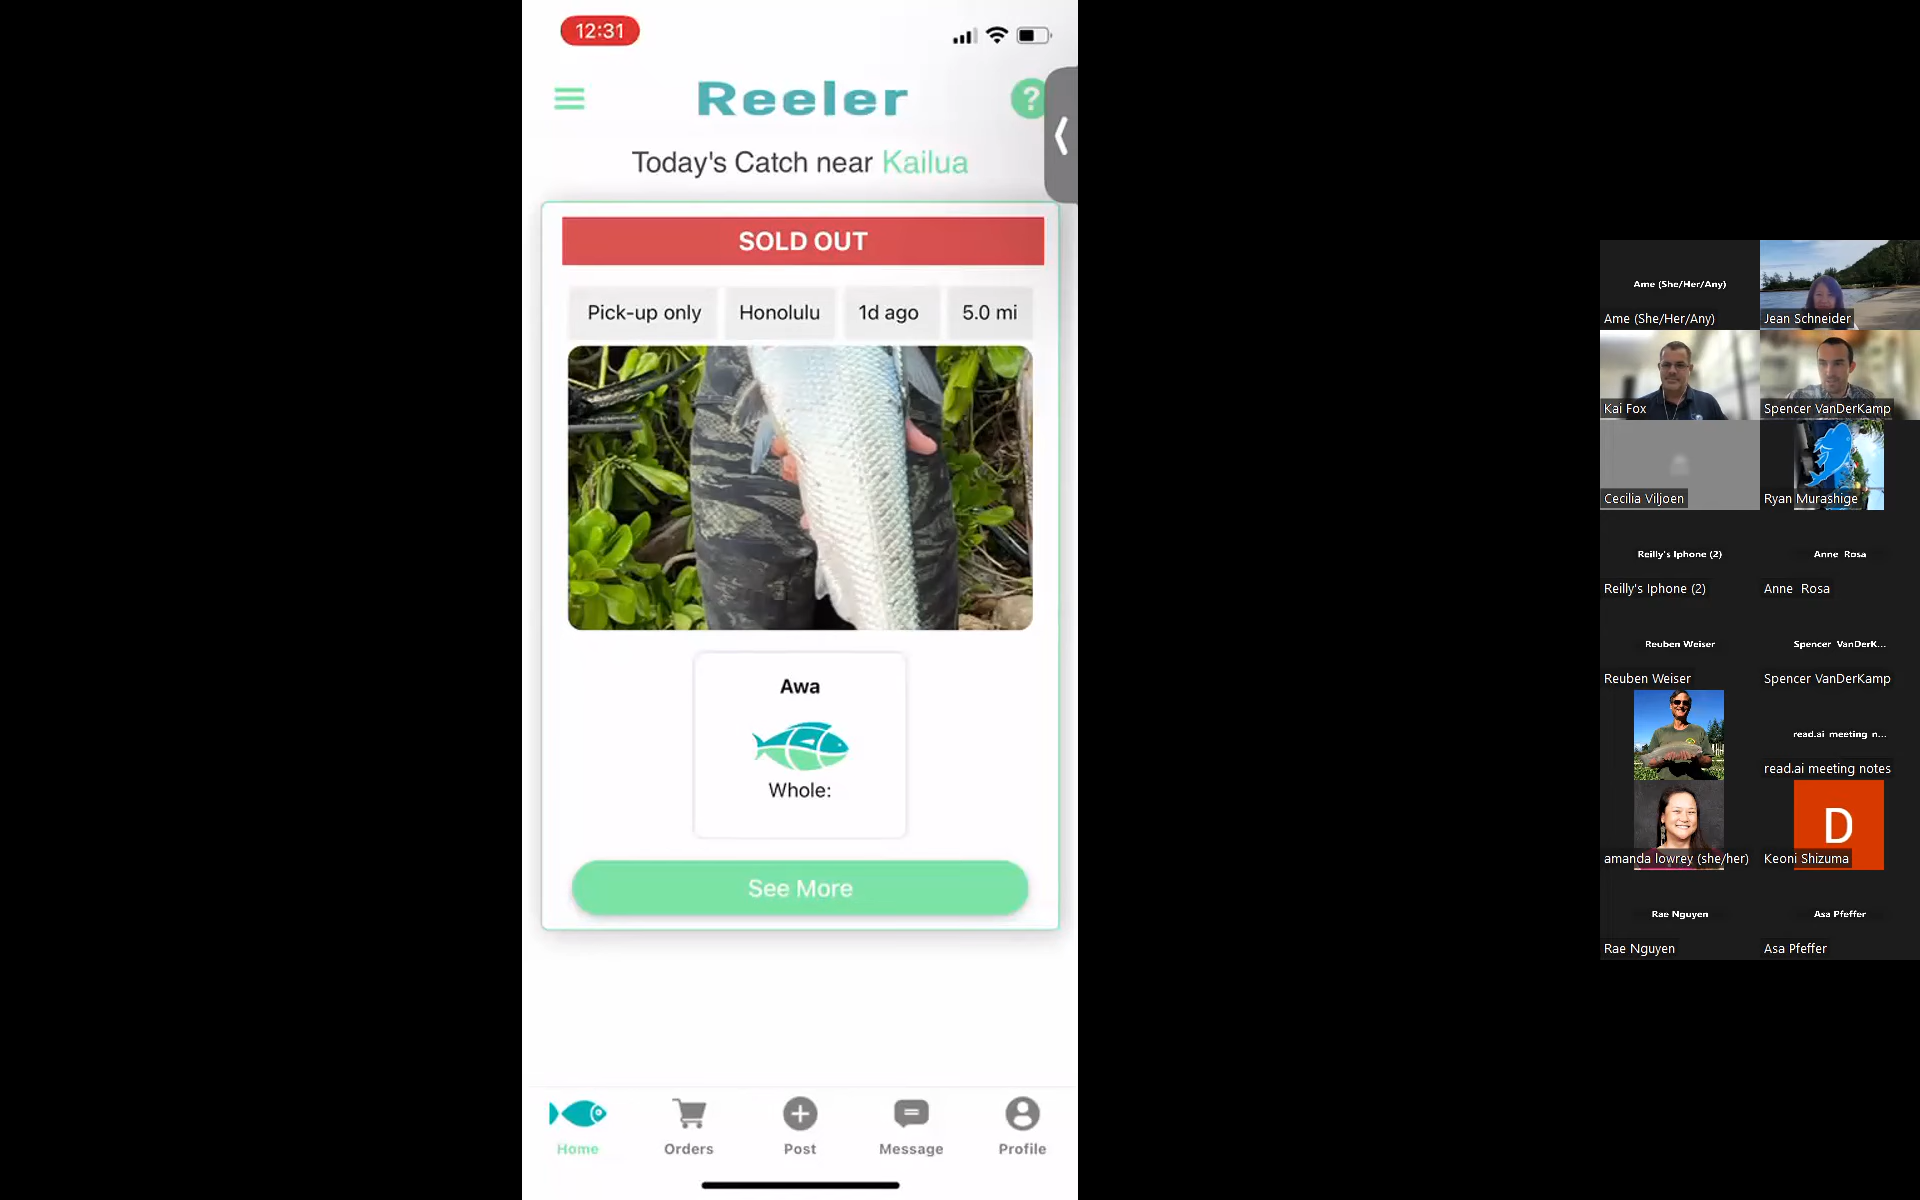 12:31
Reeler
?
Today's Catch near Kailua
SOLD OUT
Pick-up only
Honolulu
1d ago
5.0 mi
Awa
Whole:
See More
Home
Orders
Post
Message
Profile
Ame (She/Her/Any)
Ame (She/Her/Any)
Jean Schneider
Kai Fox
Spencer VanDerKamp
Cecilia Viljoen
Ryan Murashige
Reilly's Iphone (2)
Reilly's Iphone (2)
Anne Rosa
Anne Rosa
Reuben Weiser
Reuben Weiser
Spencer VanDerK...
Spencer VanDerKamp
read.ai meeting n...
read.ai meeting notes
amanda lowrey (she/her)
D
Keoni Shizuma
Rae Nguyen
Rae Nguyen
Asa Pfeffer
Asa Pfeffer